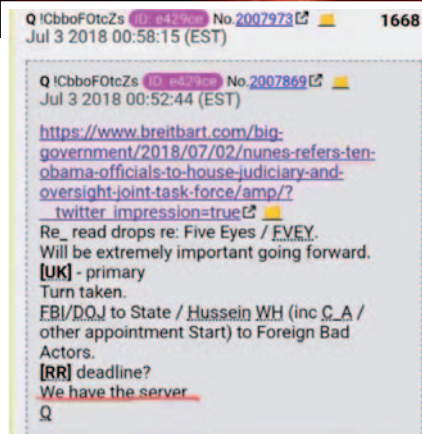 Q !CbboFOtcZs ID: e429ce No.2007973 1668
Jul 3 2018 00:58:15 (EST)
Q !CbboFOtcZs ID: e429ce No.2007869
Jul 3 2018 00:52:44 (EST)
https://www.breitbart.com/big-
government/2018/07/02/nunes-refers-ten-
obama-officials-to-house-judiciary-and-
oversight-joint-task-force/amp/?
__twitter_impression=true
Re_ read drops re: Five Eyes / FVEY.
Will be extremely important going forward.
[UK] - primary
Turn taken.
FBI/DOJ to State / Hussein WH (inc C_A /
other appointment Start) to Foreign Bad
Actors.
[RR] deadline?
We have the server
Q